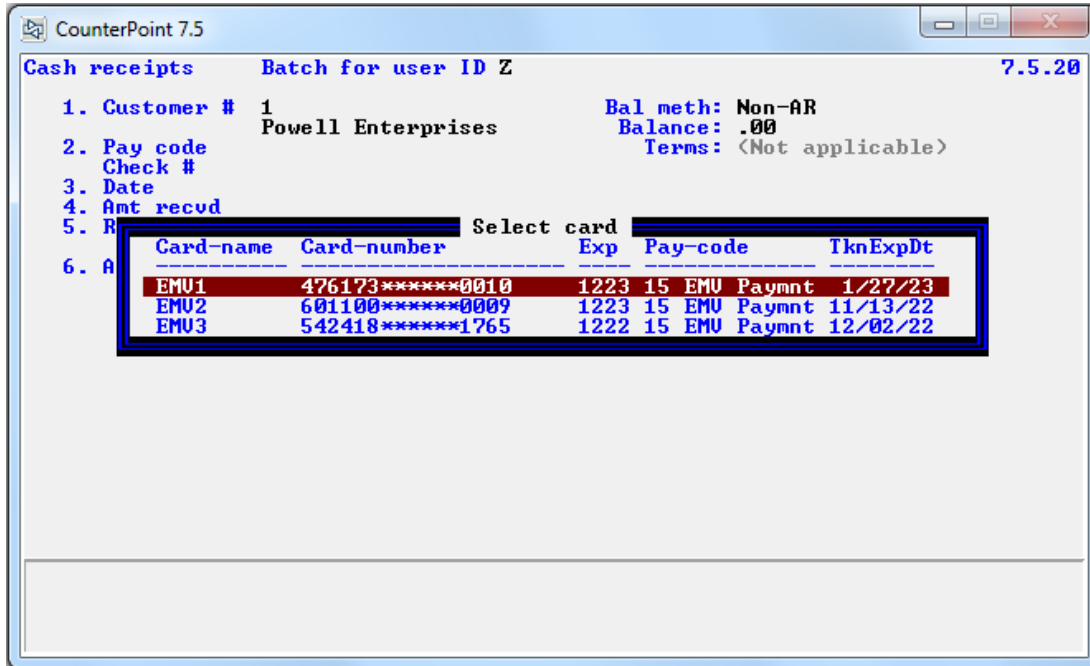 CounterPoint 7.5
Cash receipts Batch for user ID Z 7.5.20
1. Customer # 1 Bal meth: Non-AR
Powell Enterprises Balance: .00
2. Pay code Terms: (Not applicable)
Check #
3. Date
4. Amt recvd
5. R
Select card
Card-name Card-number Exp Pay-code TknExpDt
6. A
EMV1 476173******0010 1223 15 EMV Paymnt 1/27/23
EMV2 601100******0009 1223 15 EMV Paymnt 11/13/22
EMV3 542418******1765 1222 15 EMV Paymnt 12/02/22